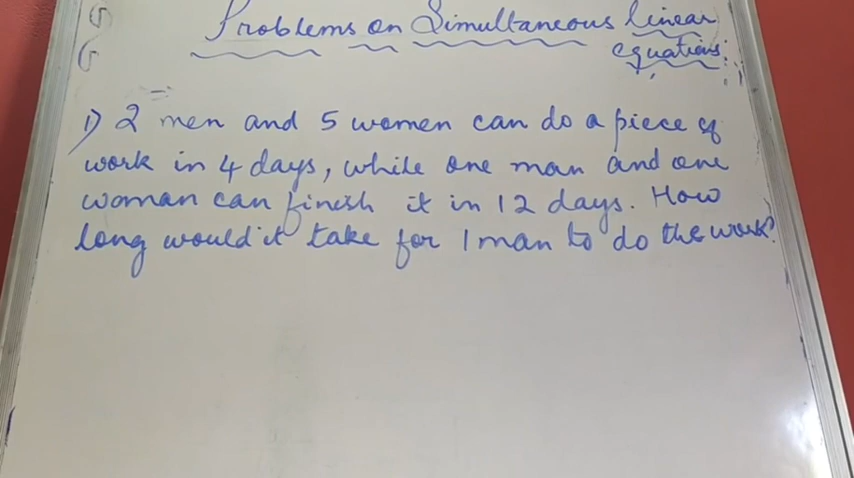 Problems on Simultaneous linear
equations:
1) 2 men and 5 women can do a piece of
work in 4 days, while one man and one
woman can finish it in 12 days. How
long would it take for 1 man to do the work?